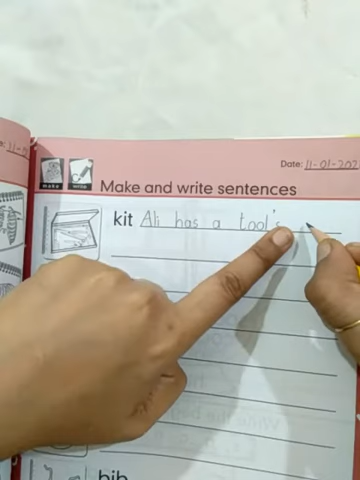 Date: 11-01-202
make write
Make and write sentences
kit Ali has a tool's
bib